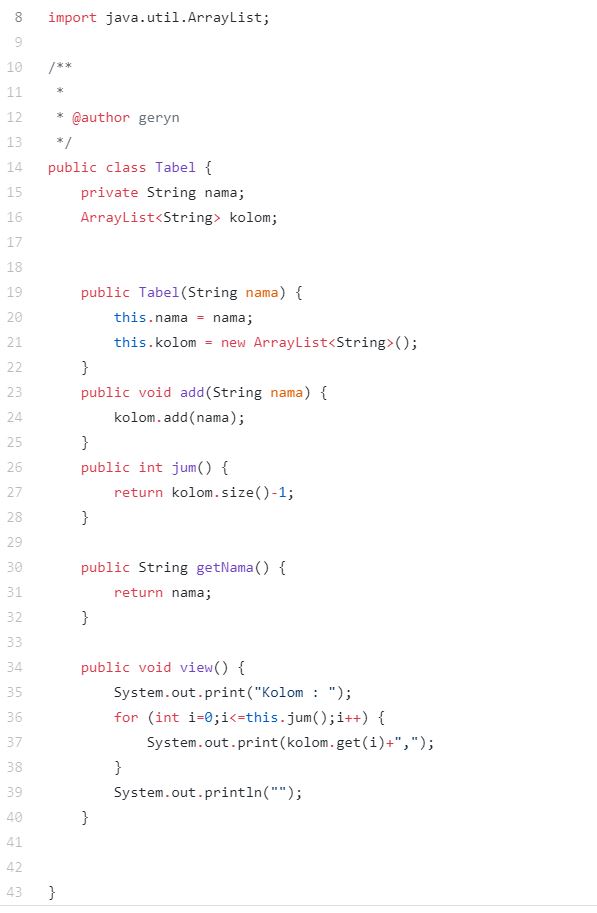 8 import java.util.ArrayList;
9
10 /**
11  *
12  * @author geryn
13  */
14 public class Tabel {
15     private String nama;
16     ArrayList<String> kolom;
17
18
19     public Tabel(String nama) {
20         this.nama = nama;
21         this.kolom = new ArrayList<String>();
22     }
23     public void add(String nama) {
24         kolom.add(nama);
25     }
26     public int jum() {
27         return kolom.size()-1;
28     }
29
30     public String getNama() {
31         return nama;
32     }
33
34     public void view() {
35         System.out.print("Kolom : ");
36         for (int i=0;i<=this.jum();i++) {
37             System.out.print(kolom.get(i)+",");
38         }
39         System.out.println("");
40     }
41
42
43 }